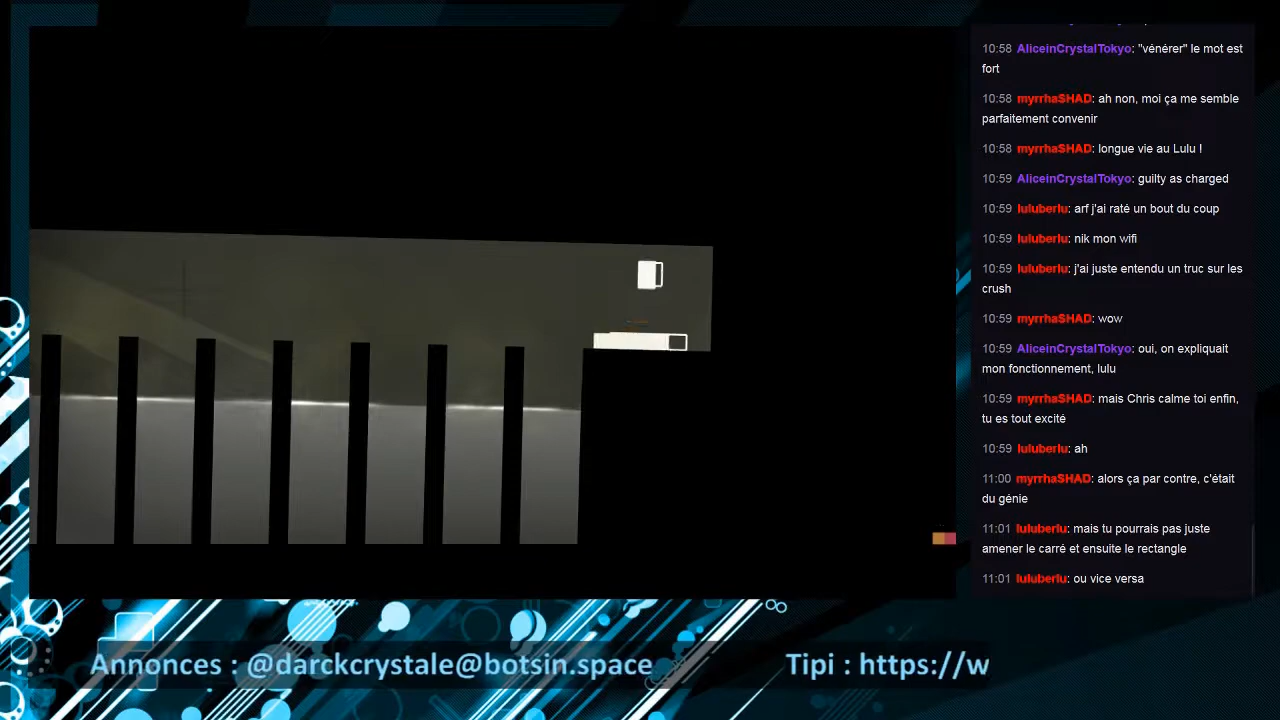 10:58 AliceinCrystalTokyo: "vénérer" le mot est
fort
10:58 myrrhaSHAD: ah non, moi ça me semble
parfaitement convenir
10:58 myrrhaSHAD: longue vie au Lulu !
10:59 AliceinCrystalTokyo: guilty as charged
10:59 luluberlu: arf j'ai raté un bout du coup
10:59 luluberlu: nik mon wifi
10:59 luluberlu: j'ai juste entendu un truc sur les
crush
10:59 myrrhaSHAD: wow
10:59 AliceinCrystalTokyo: oui, on expliquait
mon fonctionnement, lulu
10:59 myrrhaSHAD: mais Chris calme toi enfin,
tu es tout excité
10:59 luluberlu: ah
11:00 myrrhaSHAD: alors ça par contre, c'était
du génie
11:01 luluberlu: mais tu pourrais pas juste
amener le carré et ensuite le rectangle
11:01 luluberlu: ou vice versa
Annonces : @darckcrystale@botsin.space Tipi : https://w